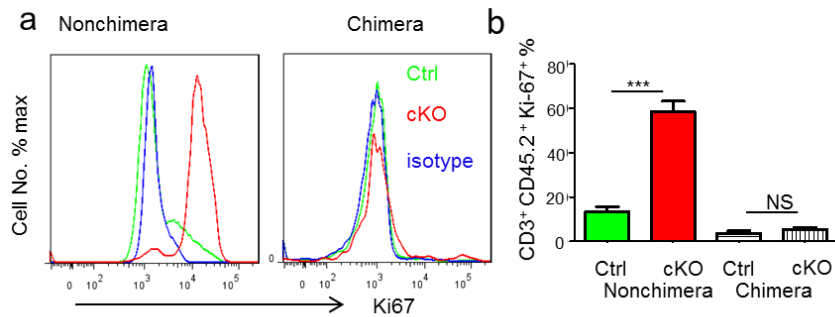 a
Nonchimera
Chimera
Cell No. % max
Ctrl
cKO
isotype
0
0 10² 10³ 10⁴ 10⁵
0 10² 10³ 10⁴ 10⁵
Ki67
b
CD3⁺ CD45.2⁺ Ki-67⁺ %
80
60
40
20
0
***
NS
Ctrl cKO Ctrl cKO
Nonchimera Chimera